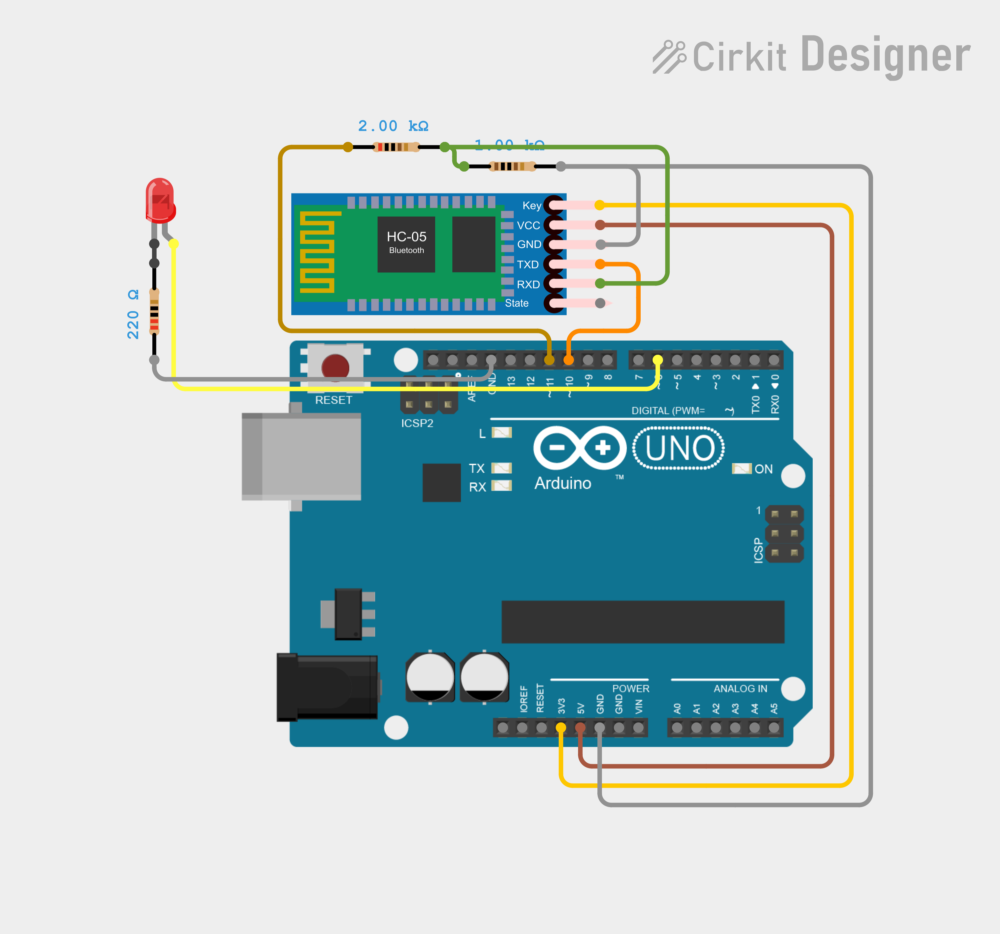 Cirkit Designer
2.00 kΩ
1.00 kΩ
Key
VCC
GND
TXD
RXD
State
HC-05
Bluetooth
220 Ω
RESET
ICSP2
AREF
GND
13
12
~11
~10
~9
8
7
~6
~5
4
~3
2
TX0 ▶ 1
RX0 ◀ 0
DIGITAL (PWM= ~)
L
TX
RX
UNO
Arduino
TM
ON
1
ICSP
IOREF
RESET
3V3
5V
GND
GND
VIN
POWER
ANALOG IN
A0
A1
A2
A3
A4
A5